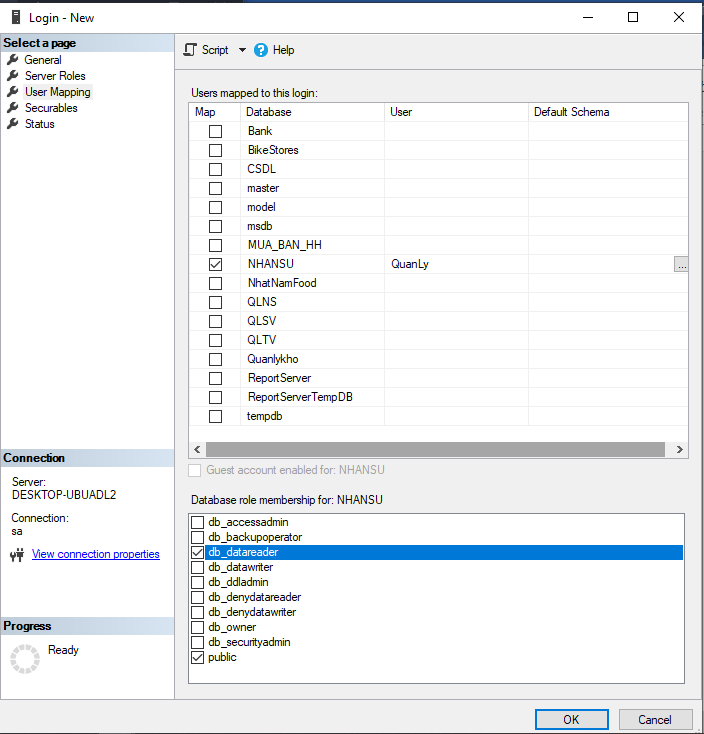 Login - New
Select a page
General
Server Roles
User Mapping
Securables
Status
Script
Help
Users mapped to this login:
Map Database User Default Schema
Bank
BikeStores
CSDL
master
model
msdb
MUA_BAN_HH
NHANSU QuanLy ...
NhatNamFood
QLNS
QLSV
QLTV
Quanlykho
ReportServer
ReportServerTempDB
tempdb
Guest account enabled for: NHANSU
Database role membership for: NHANSU
db_accessadmin
db_backupoperator
db_datareader
db_datawriter
db_ddladmin
db_denydatareader
db_denydatawriter
db_owner
db_securityadmin
public
Connection
Server:
DESKTOP-UBUADL2
Connection:
sa
View connection properties
Progress
Ready
OK
Cancel